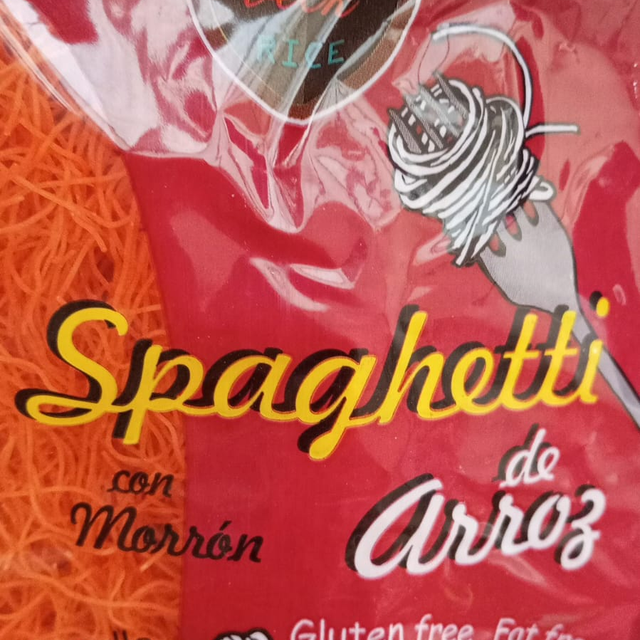 RICE
Spaghetti
con
Morrón
de
Arroz
Gluten free